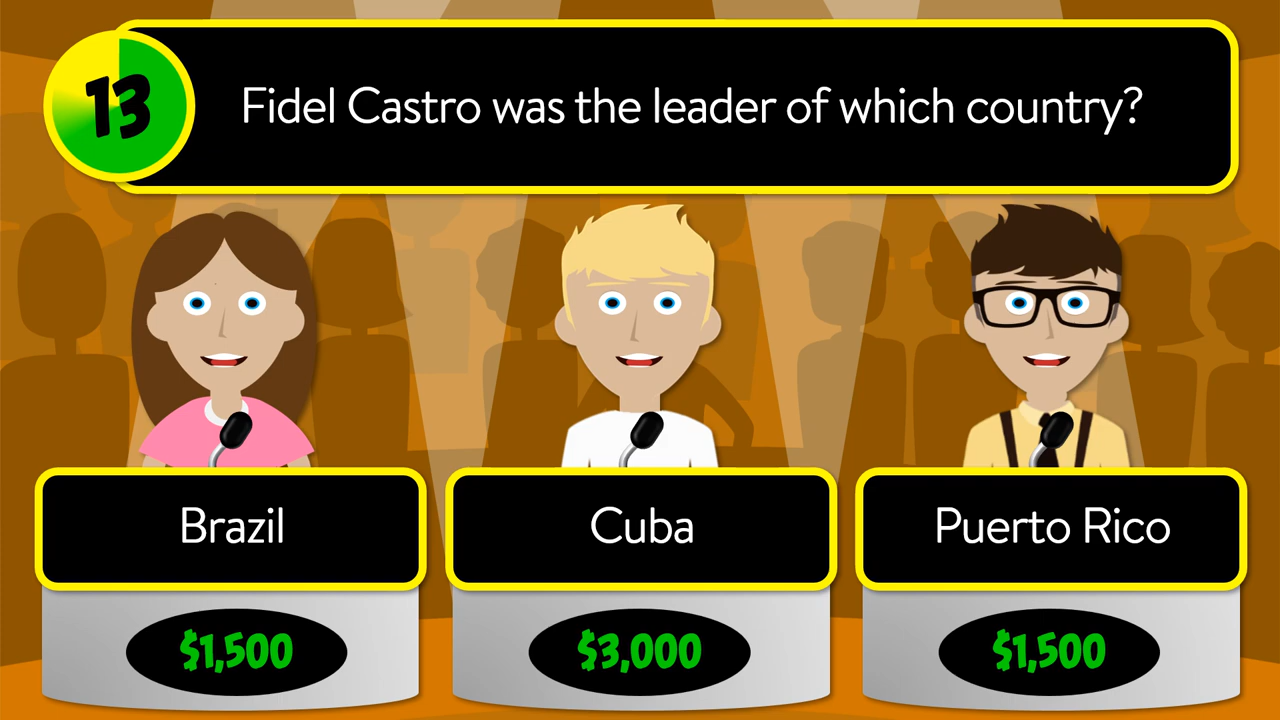 13
Fidel Castro was the leader of which country?
Brazil
Cuba
Puerto Rico
$1,500
$3,000
$1,500